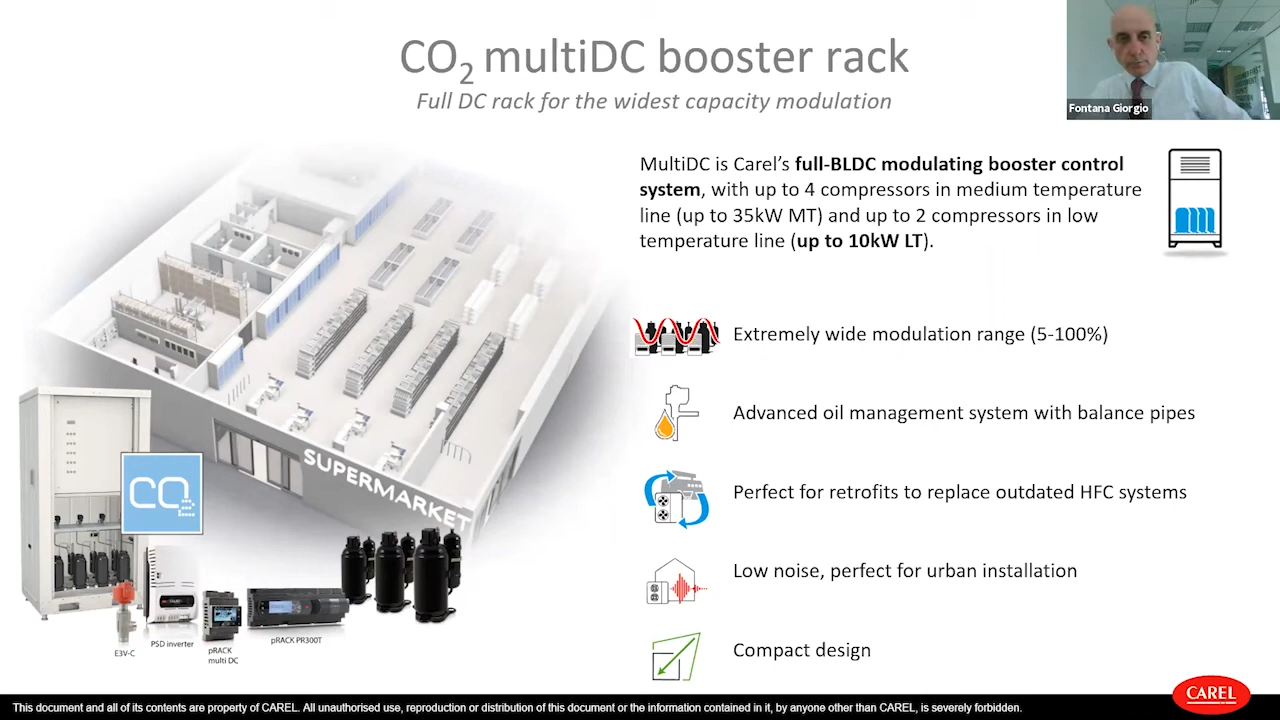 CO2 multiDC booster rack
Full DC rack for the widest capacity modulation
Fontana Giorgio
MultiDC is Carel’s full-BLDC modulating booster control
system, with up to 4 compressors in medium temperature
line (up to 35kW MT) and up to 2 compressors in low
temperature line (up to 10kW LT).
Extremely wide modulation range (5-100%)
Advanced oil management system with balance pipes
Perfect for retrofits to replace outdated HFC systems
Low noise, perfect for urban installation
Compact design
SUPERMARKET
CO2
E3V-C
PSD inverter
pRACK
multi DC
pRACK PR300T
CAREL
This document and all of its contents are property of CAREL. All unauthorised use, reproduction or distribution of this document or the information contained in it, by anyone other than CAREL, is severely forbidden.